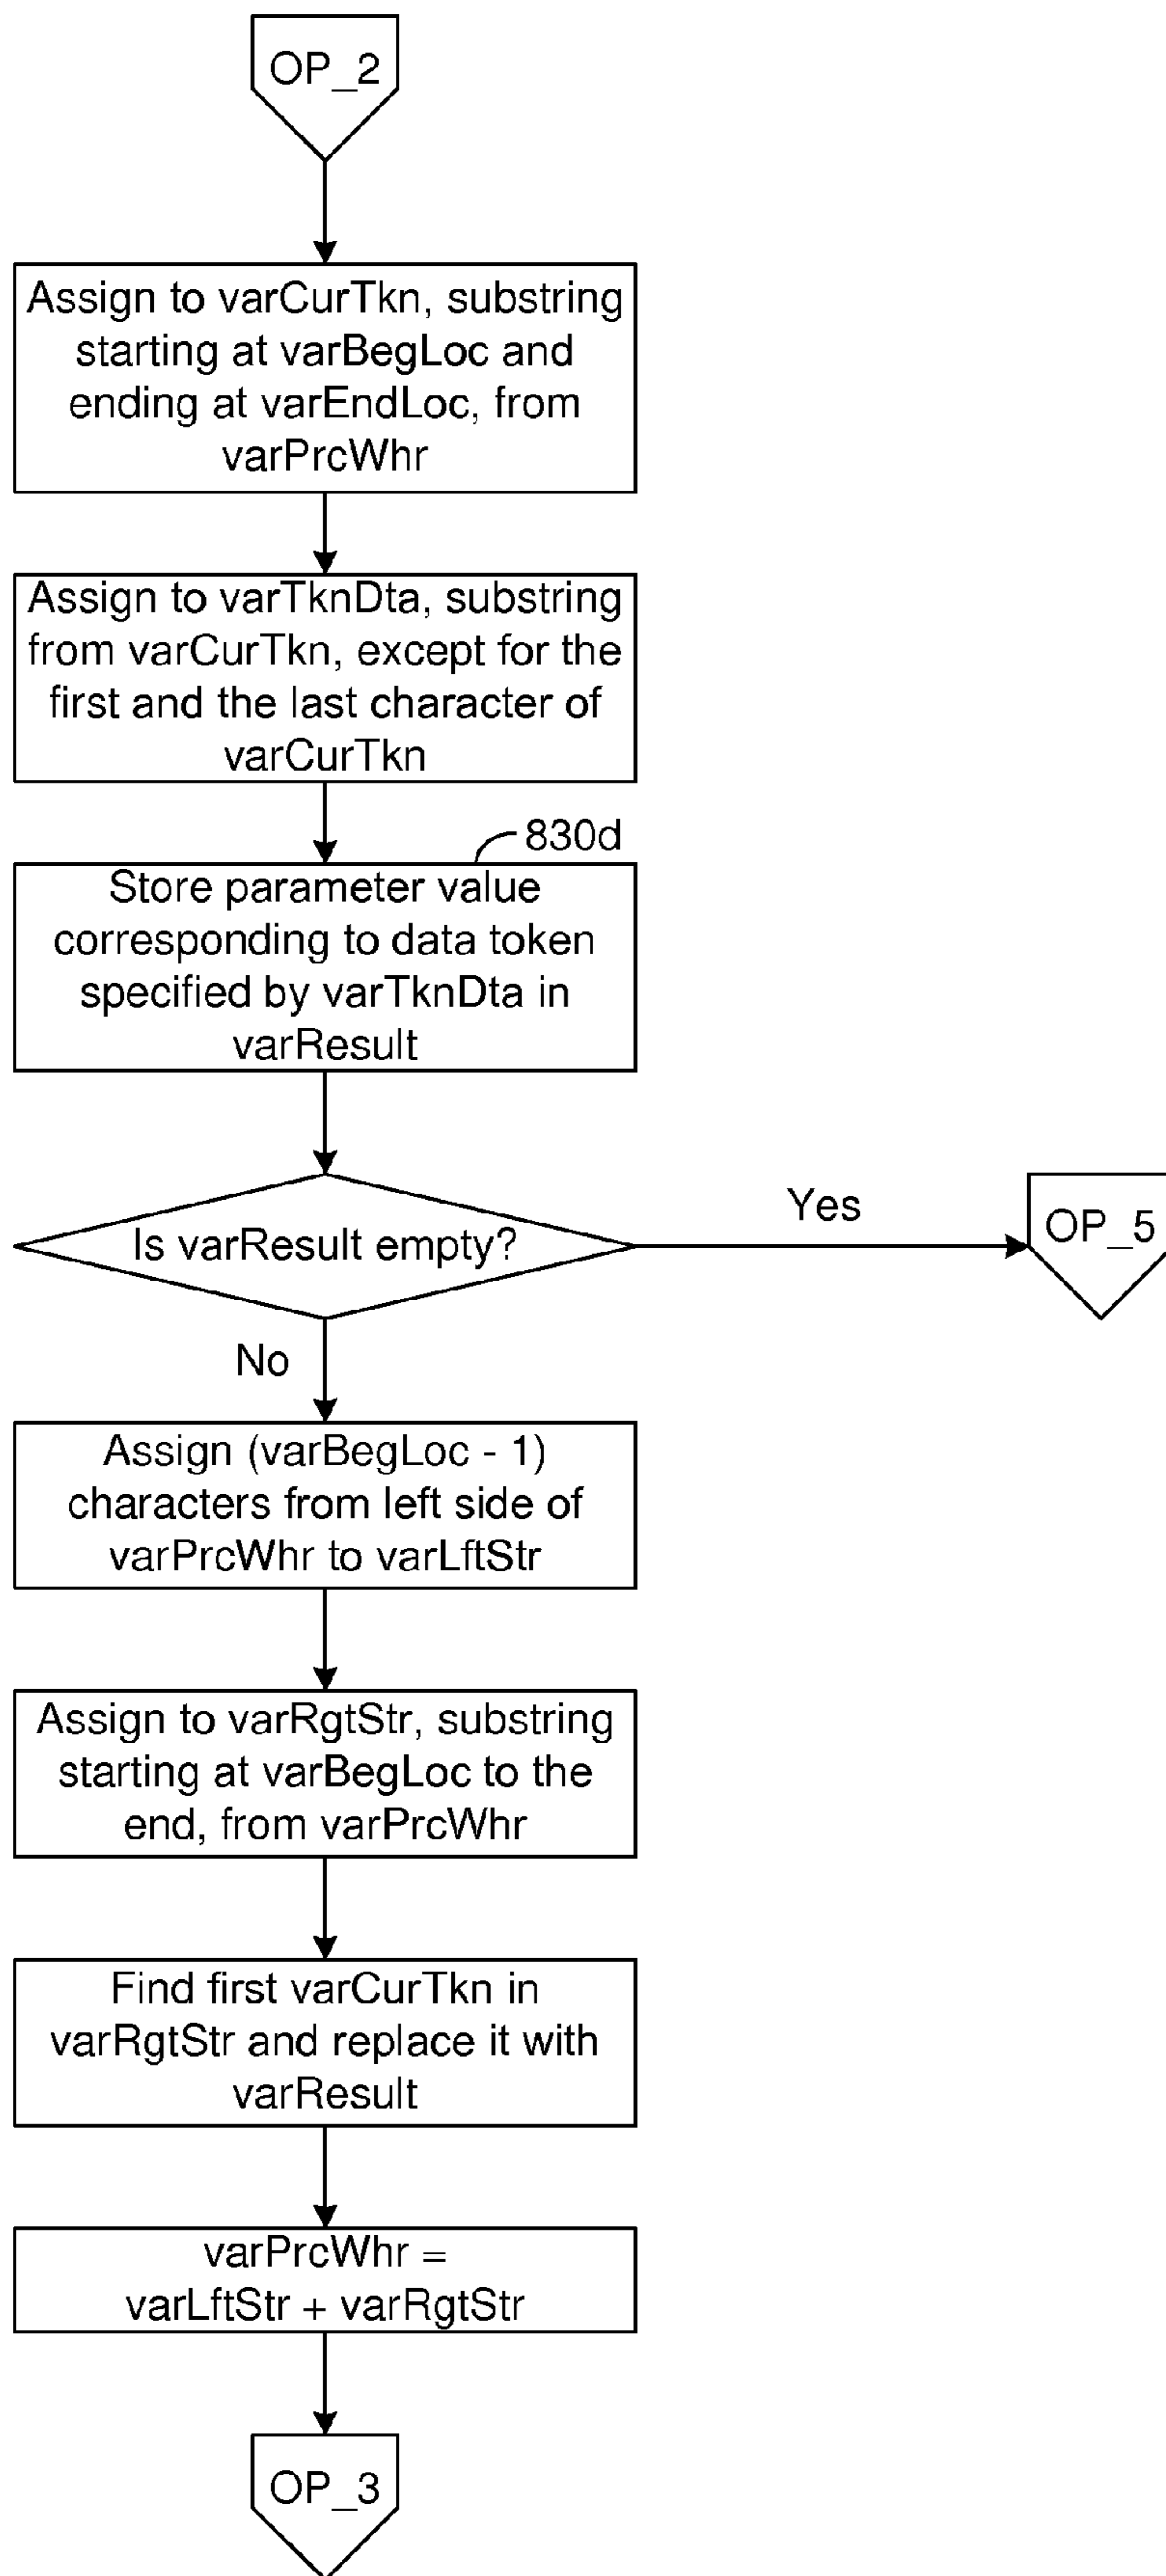 OP_2
Assign to varCurTkn, substring
starting at varBegLoc and
ending at varEndLoc, from
varPrcWhr
Assign to varTknDta, substring
from varCurTkn, except for the
first and the last character of
varCurTkn
830d
Store parameter value
corresponding to data token
specified by varTknDta in
varResult
Is varResult empty?
Yes
OP_5
No
Assign (varBegLoc - 1)
characters from left side of
varPrcWhr to varLftStr
Assign to varRgtStr, substring
starting at varBegLoc to the
end, from varPrcWhr
Find first varCurTkn in
varRgtStr and replace it with
varResult
varPrcWhr =
varLftStr + varRgtStr
OP_3